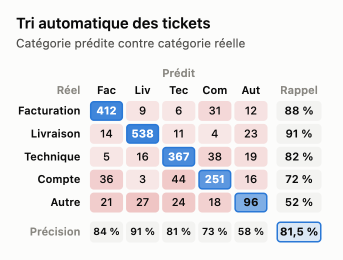 Tri automatique des tickets
Catégorie prédite contre catégorie réelle
Prédit
Réel Fac Liv Tec Com Aut Rappel
Facturation 412 9 6 31 12 88 %
Livraison 14 538 11 4 23 91 %
Technique 5 16 367 38 19 82 %
Compte 36 3 44 251 16 72 %
Autre 21 27 24 18 96 52 %
Précision 84 % 91 % 81 % 73 % 58 % 81,5 %